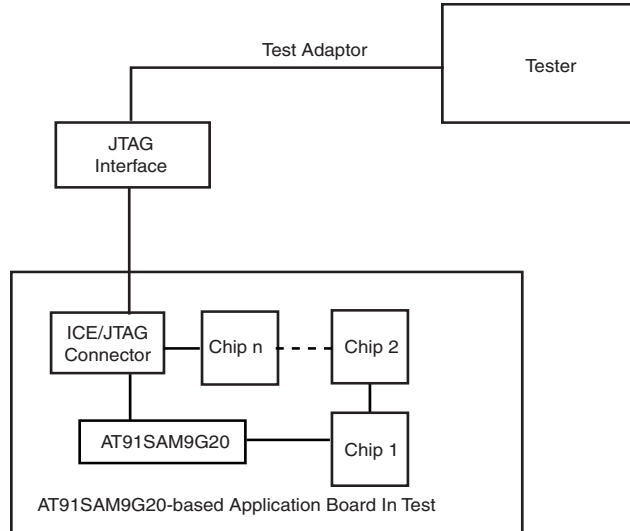 Test Adaptor
Tester
JTAG
Interface
ICE/JTAG
Connector
Chip n
Chip 2
AT91SAM9G20
Chip 1
AT91SAM9G20-based Application Board In Test